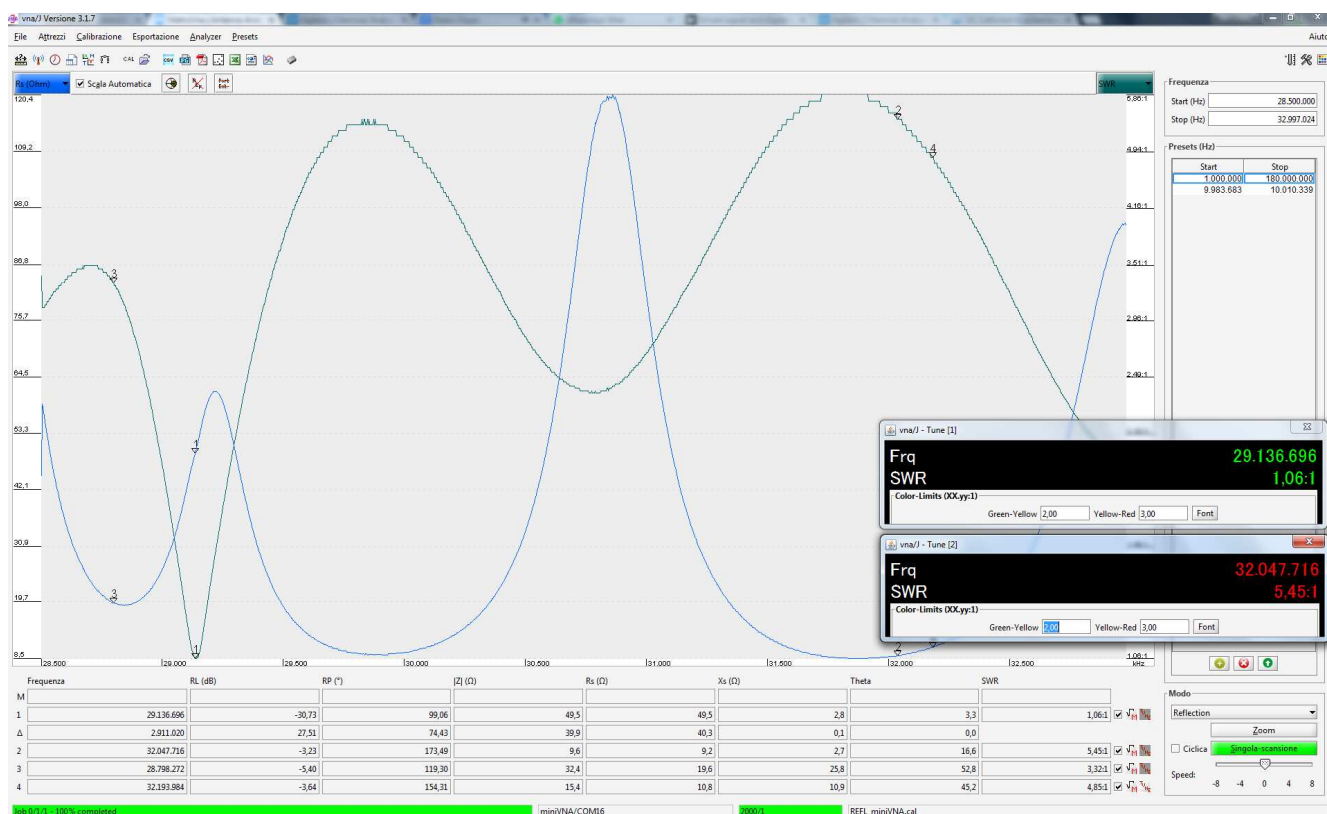 vna/J Versione 3.1.7
File Attrezzi Calibrazione Esportazione Analyzer Presets Aiuto
Rs (Ohm) Scala Automatica SWR
120,4 5,86:1
109,2 4,94:1
98,0 4,16:1
86,8 3,51:1
75,7 2,96:1
64,5 2,49:1
53,3
42,1
30,9
19,7
8,5 1,06:1
28.500 29.000 29.500 30.000 30.500 31.000 31.500 32.000 32.500 kHz
3
2
4
1
3
1
2
Frequenza
Start (Hz) 28.500.000
Stop (Hz) 32.997.024
Presets (Hz)
Start Stop
1.000.000 180.000.000
9.983.683 10.010.339
vna/J - Tune [1]
Frq 29.136.696
SWR 1,06:1
Color-Limits (XX.yy:1)
Green-Yellow 2,00 Yellow-Red 3,00 Font
vna/J - Tune [2]
Frq 32.047.716
SWR 5,45:1
Color-Limits (XX.yy:1)
Green-Yellow 2,00 Yellow-Red 3,00 Font
Frequenza RL (dB) RP (°) |Z| (Ω) Rs (Ω) Xs (Ω) Theta SWR
M
1 29.136.696 -30,73 99,06 49,5 49,5 2,8 3,3 1,06:1
Δ 2.911.020 27,51 74,43 39,9 40,3 0,1 0,0
2 32.047.716 -3,23 173,49 9,6 9,2 2,7 16,6 5,45:1
3 28.798.272 -5,40 119,30 32,4 19,6 25,8 52,8 3,32:1
4 32.193.984 -3,64 154,31 15,4 10,8 10,9 45,2 4,85:1
Modo
Reflection
Zoom
Ciclica Singola-scansione
Speed:
-8 -4 0 4 8
Job 0/1/1 - 100% completed miniVNA/COM16 2000/1 REFL_miniVNA.cal